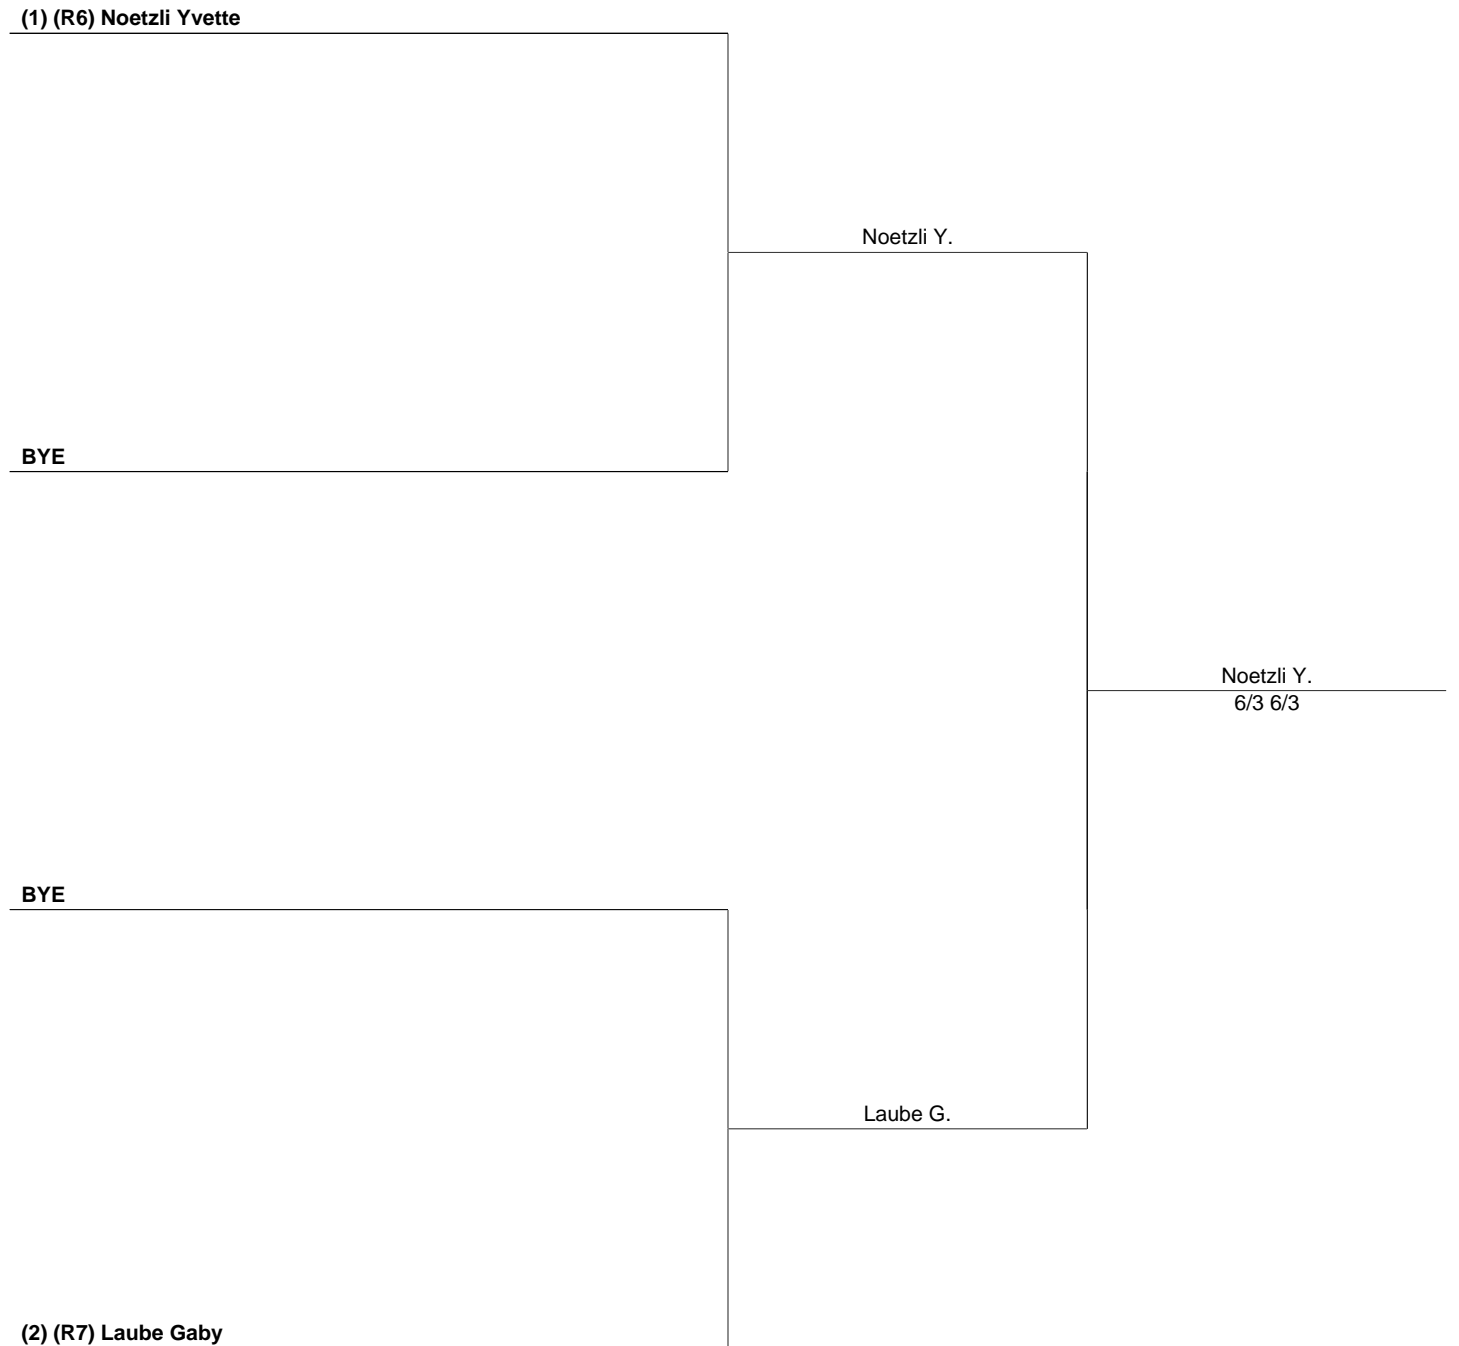 (1) (R6) Noetzli Yvette
Noetzli Y.
BYE
Noetzli Y.
6/3 6/3
BYE
Laube G.
(2) (R7) Laube Gaby